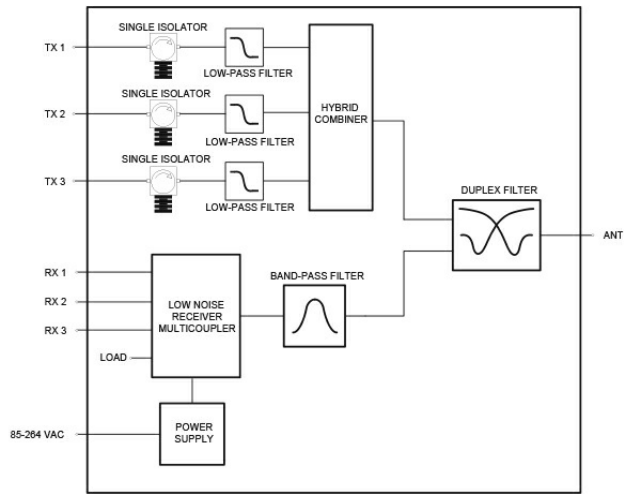 SINGLE ISOLATOR
TX 1
LOW-PASS FILTER
SINGLE ISOLATOR
TX 2
LOW-PASS FILTER
HYBRID
COMBINER
SINGLE ISOLATOR
TX 3
LOW-PASS FILTER
DUPLEX FILTER
ANT
RX 1
RX 2
RX 3
LOAD
LOW NOISE
RECEIVER
MULTICOUPLER
BAND-PASS FILTER
85-264 VAC
POWER
SUPPLY